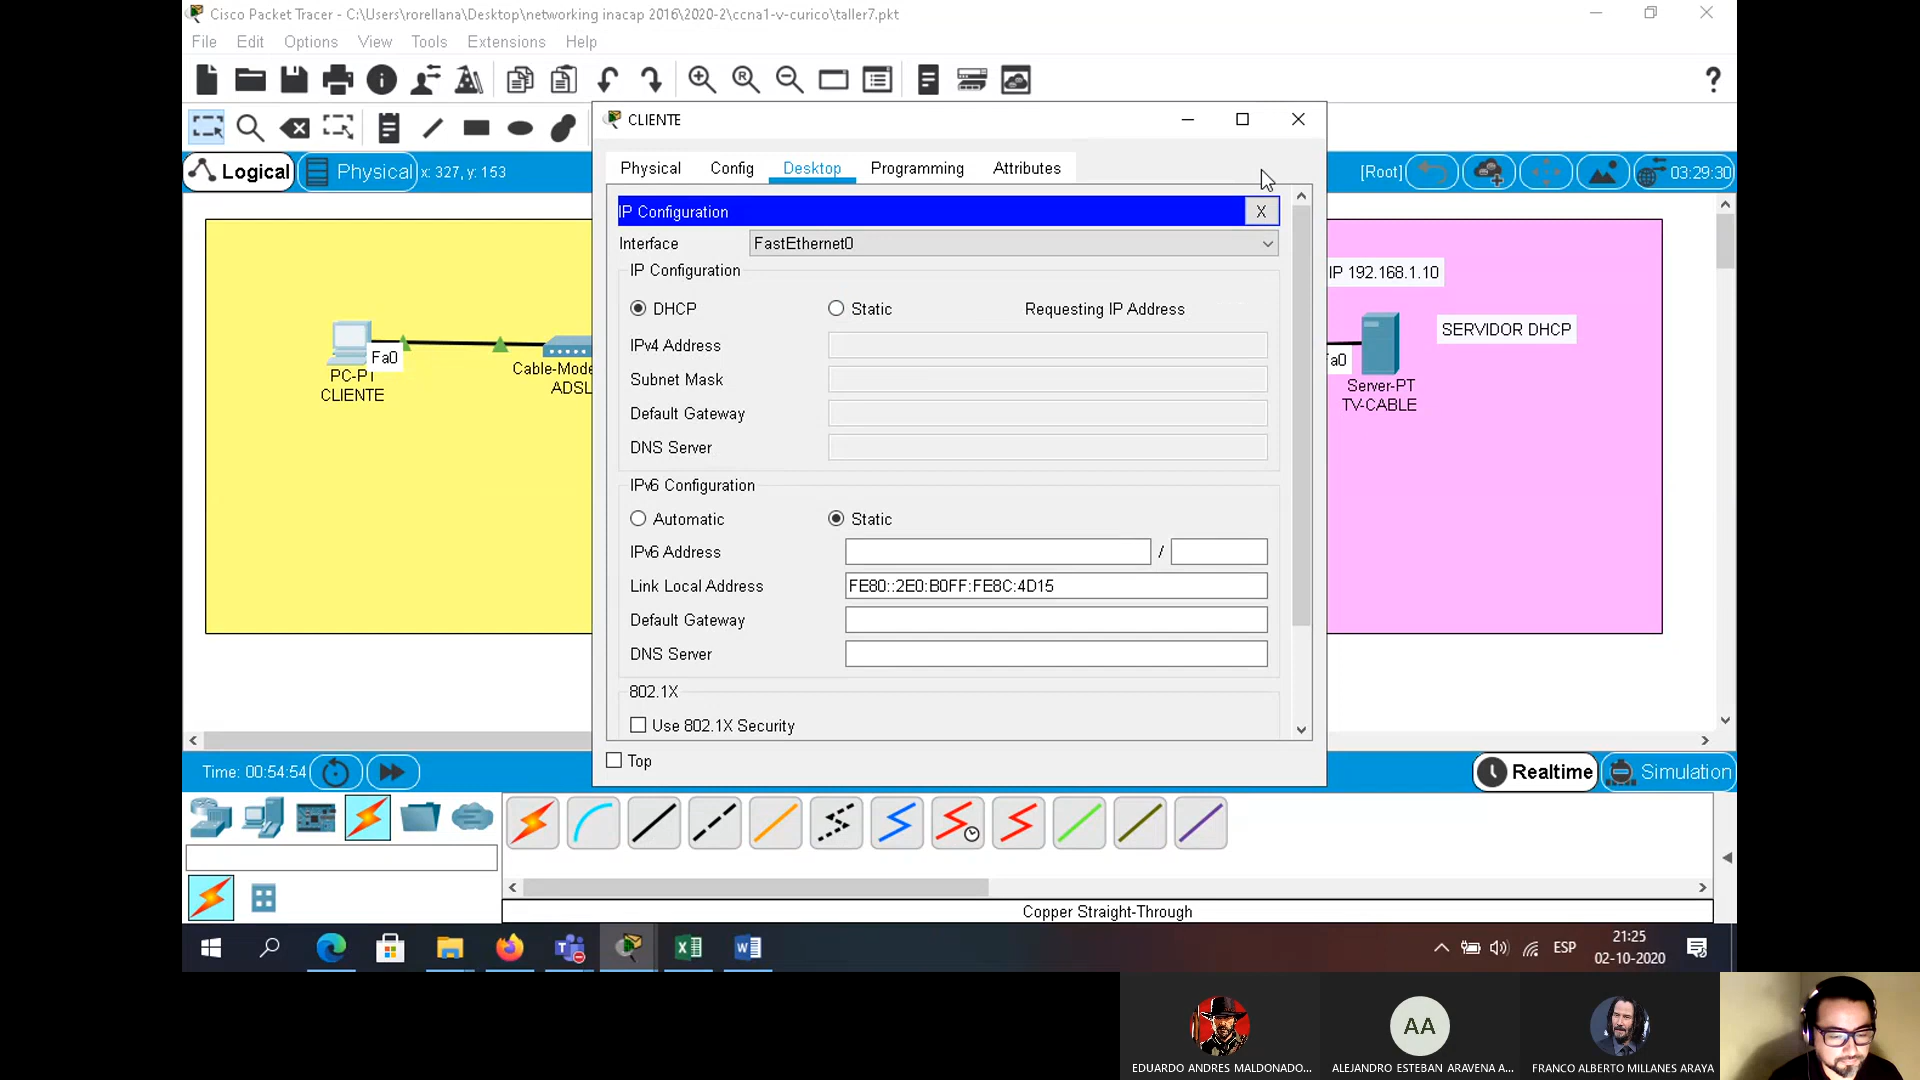 Cisco Packet Tracer - C:\Users\rorellana\Desktop\networking inacap 2016\2020-2\ccna1-v-curico\taller7.pkt
File Edit Options View Tools Extensions Help
CLIENTE
Physical Config Desktop Programming Attributes
Logical Physical x: 327, y: 153
[Root] 03:29:30
IP Configuration X
Interface FastEthernet0
IP Configuration
DHCP Static Requesting IP Address
IPv4 Address
Subnet Mask
Default Gateway
DNS Server
IPv6 Configuration
Automatic Static
IPv6 Address /
Link Local Address FE80::2E0:B0FF:FE8C:4D15
Default Gateway
DNS Server
802.1X
Use 802.1X Security
Top
Fa0
PC-PT
CLIENTE
Cable-Mode
ADSL
IP 192.168.1.10
SERVIDOR DHCP
Fa0
Server-PT
TV-CABLE
Time: 00:54:54
Realtime Simulation
Copper Straight-Through
ESP
21:25
02-10-2020
AA
EDUARDO ANDRES MALDONADO...
ALEJANDRO ESTEBAN ARAVENA A...
FRANCO ALBERTO MILLANES ARAYA